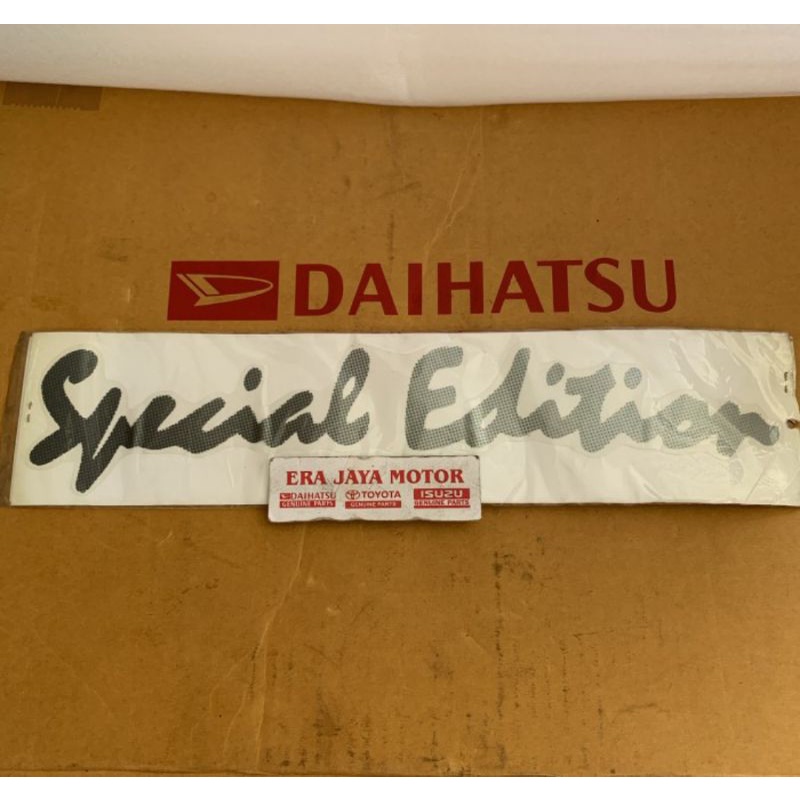 DAIHATSU
Special Edition
ERA JAYA MOTOR
DAIHATSU TOYOTA ISUZU
GENUINE PARTS GENUINE PARTS GENUINE PARTS